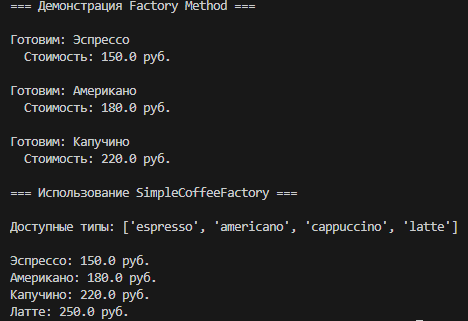 === Демонстрация Factory Method ===
Готовим: Эспрессо
Стоимость: 150.0 руб.
Готовим: Американо
Стоимость: 180.0 руб.
Готовим: Капучино
Стоимость: 220.0 руб.
=== Использование SimpleCoffeeFactory ===
Доступные типы: ['espresso', 'americano', 'cappuccino', 'latte']
Эспрессо: 150.0 руб.
Американо: 180.0 руб.
Капучино: 220.0 руб.
Латте: 250.0 руб.